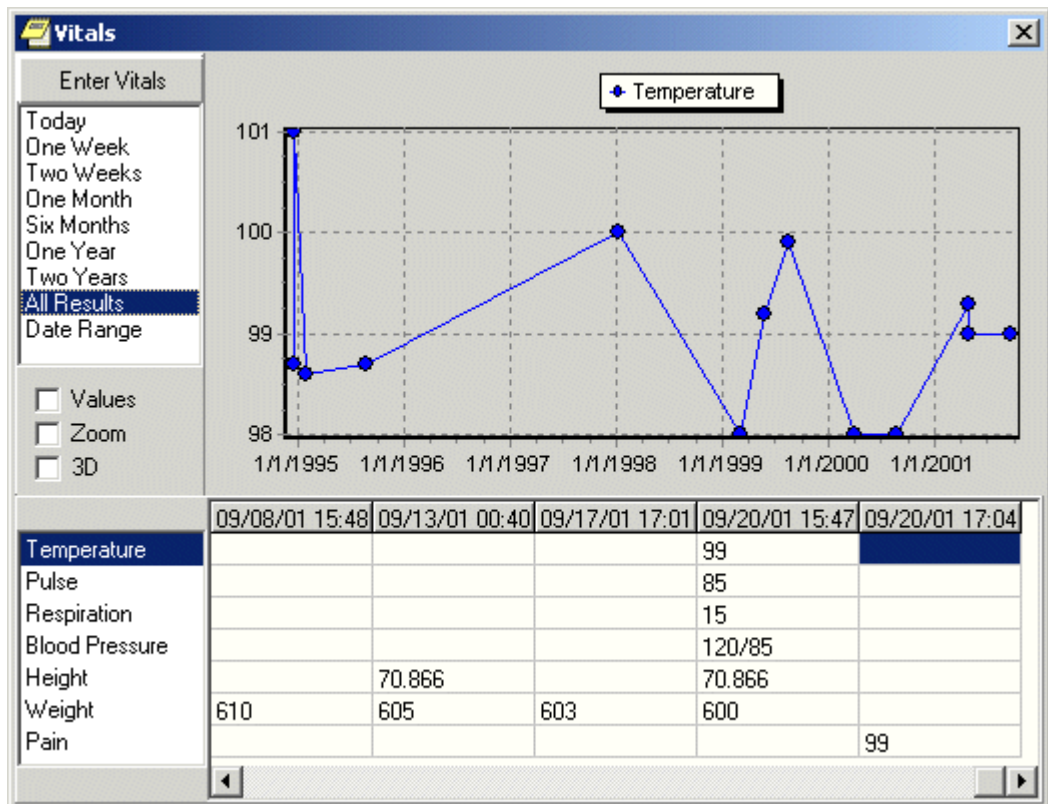 Vitals
Enter Vitals
Today
One Week
Two Weeks
One Month
Six Months
One Year
Two Years
All Results
Date Range
Values
Zoom
3D
Temperature
101
100
99
98
1/1/1995 1/1/1996 1/1/1997 1/1/1998 1/1/1999 1/1/2000 1/1/2001
09/08/01 15:48 09/13/01 00:40 09/17/01 17:01 09/20/01 15:47 09/20/01 17:04
Temperature 99
Pulse 85
Respiration 15
Blood Pressure 120/85
Height 70.866 70.866
Weight 610 605 603 600
Pain 99